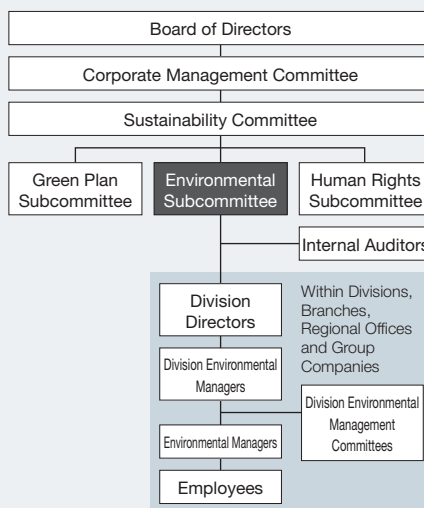 Board of Directors
Corporate Management Committee
Sustainability Committee
Green Plan
Subcommittee
Environmental
Subcommittee
Human Rights
Subcommittee
Internal Auditors
Division
Directors
Within Divisions,
Branches,
Regional Offices
and Group
Companies
Division Environmental
Managers
Division Environmental
Management
Committees
Environmental Managers
Employees